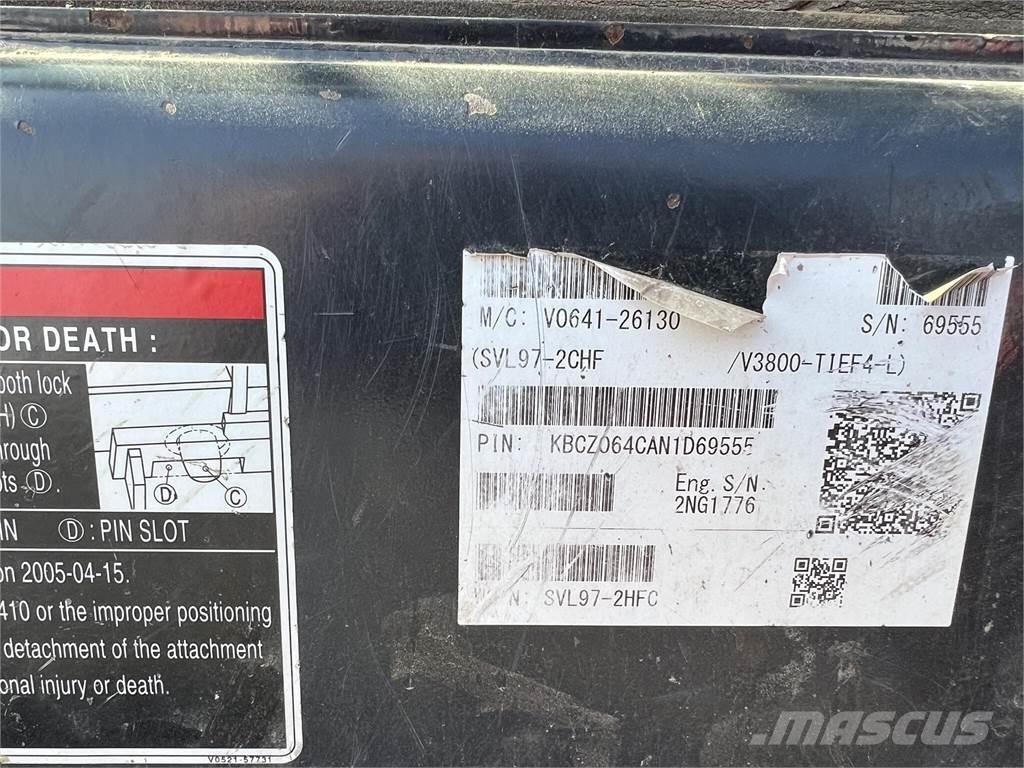 OR DEATH :
ooth lock
H) Ⓒ
hrough
ots Ⓓ.
Ⓓ Ⓒ
IN Ⓓ : PIN SLOT
on 2005-04-15.
410 or the improper positioning
detachment of the attachment
onal injury or death.
V0521-57731
M/C: V0641-26130 S/N: 69555
(SVL97-2CHF /V3800-TIEF4-L)
PIN: KBCZ064CAN1D69555
Eng. S/N.
2NG1776
N: SVL97-2HFC
MASCUS